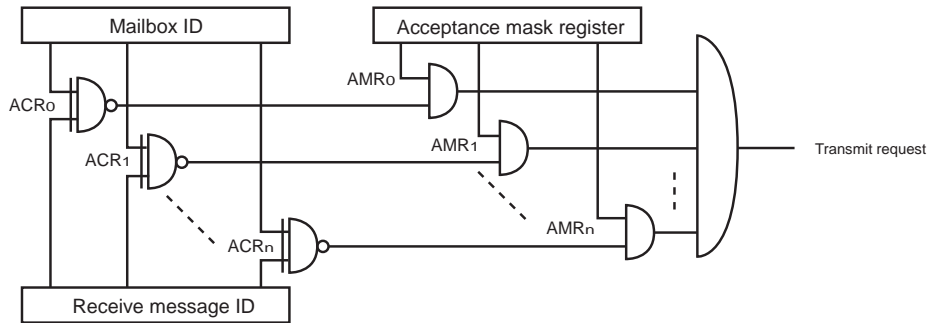 Mailbox ID
Acceptance mask register
AMR0
ACR0
AMR1
ACR1
Transmit request
AMRn
ACRn
Receive message ID